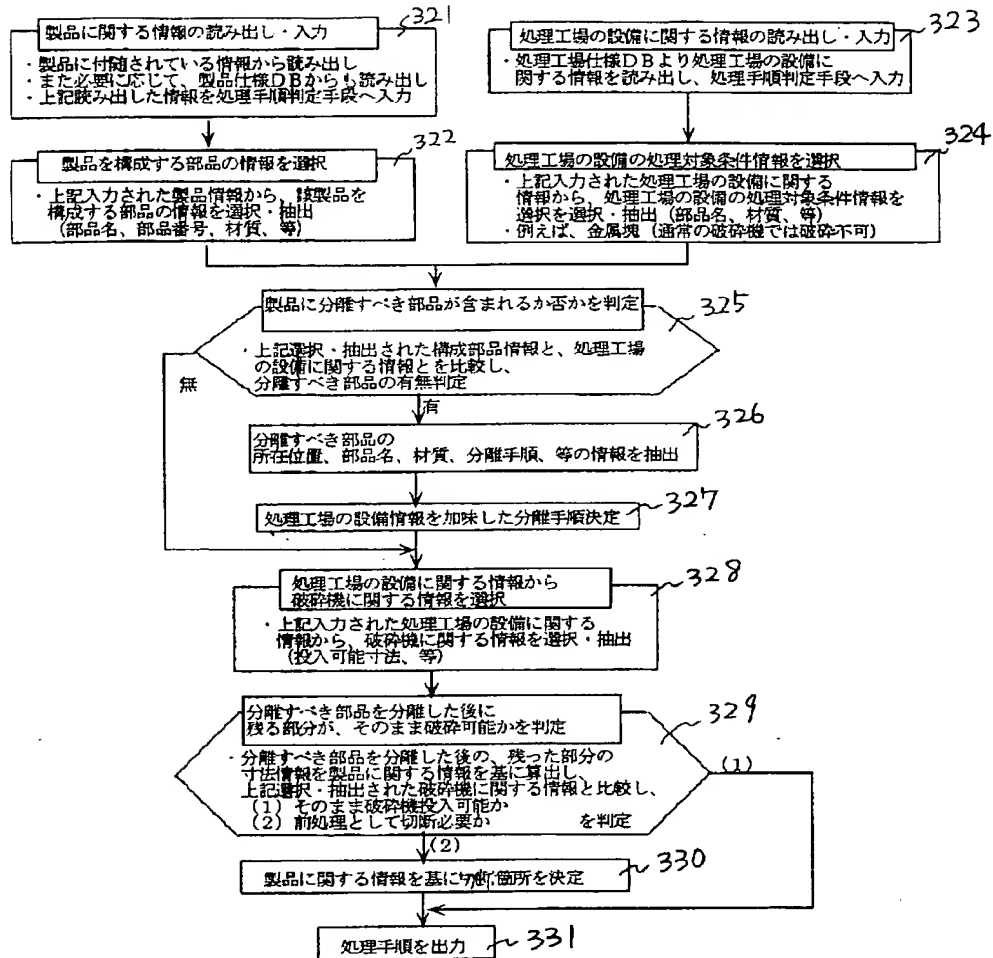 製品に関する情報の読み出し・入力
321
・製品に付随されている情報から読み出し
・また必要に応じて、製品仕様DBからも読み出し
・上記読み出した情報を処理手順判定手段へ入力
処理工場の設備に関する情報の読み出し・入力
323
・処理工場仕様DBより処理工場の設備に
関する情報を読み出し、処理手順判定手段へ入力
製品を構成する部品の情報を選択
322
・上記入力された製品情報から、該製品を
構成する部品の情報を選択・抽出
(部品名、部品番号、材質、等)
処理工場の設備の処理対象条件情報を選択
324
・上記入力された処理工場の設備に関する
情報から、処理工場の設備の処理対象条件情報を
選択を選択・抽出(部品名、材質、等)
・例えば、金属塊(通常の破砕機では破砕不可)
製品に分離すべき部品が含まれるか否かを判定
325
・上記選択・抽出された構成部品情報と、処理工場
の設備に関する情報とを比較し、
分離すべき部品の有無判定
無
有
326
分離すべき部品の
所在位置、部品名、材質、分離手順、等の情報を抽出
327
処理工場の設備情報を加味した分離手順決定
処理工場の設備に関する情報から
破砕機に関する情報を選択
328
・上記入力された処理工場の設備に関する
情報から、破砕機に関する情報を選択・抽出
(投入可能寸法、等)
分離すべき部品を分離した後に
残る部分が、そのまま破砕可能かを判定
329
・分離すべき部品を分離した後の、残った部分の
寸法情報を製品に関する情報を基に算出し、
上記選択・抽出された破砕機に関する情報と比較し、
(1)そのまま破砕機投入可能か
(2)前処理として切断必要か を判定
(1)
(2)
330
製品に関する情報を基に切断箇所を決定
処理手順を出力
331